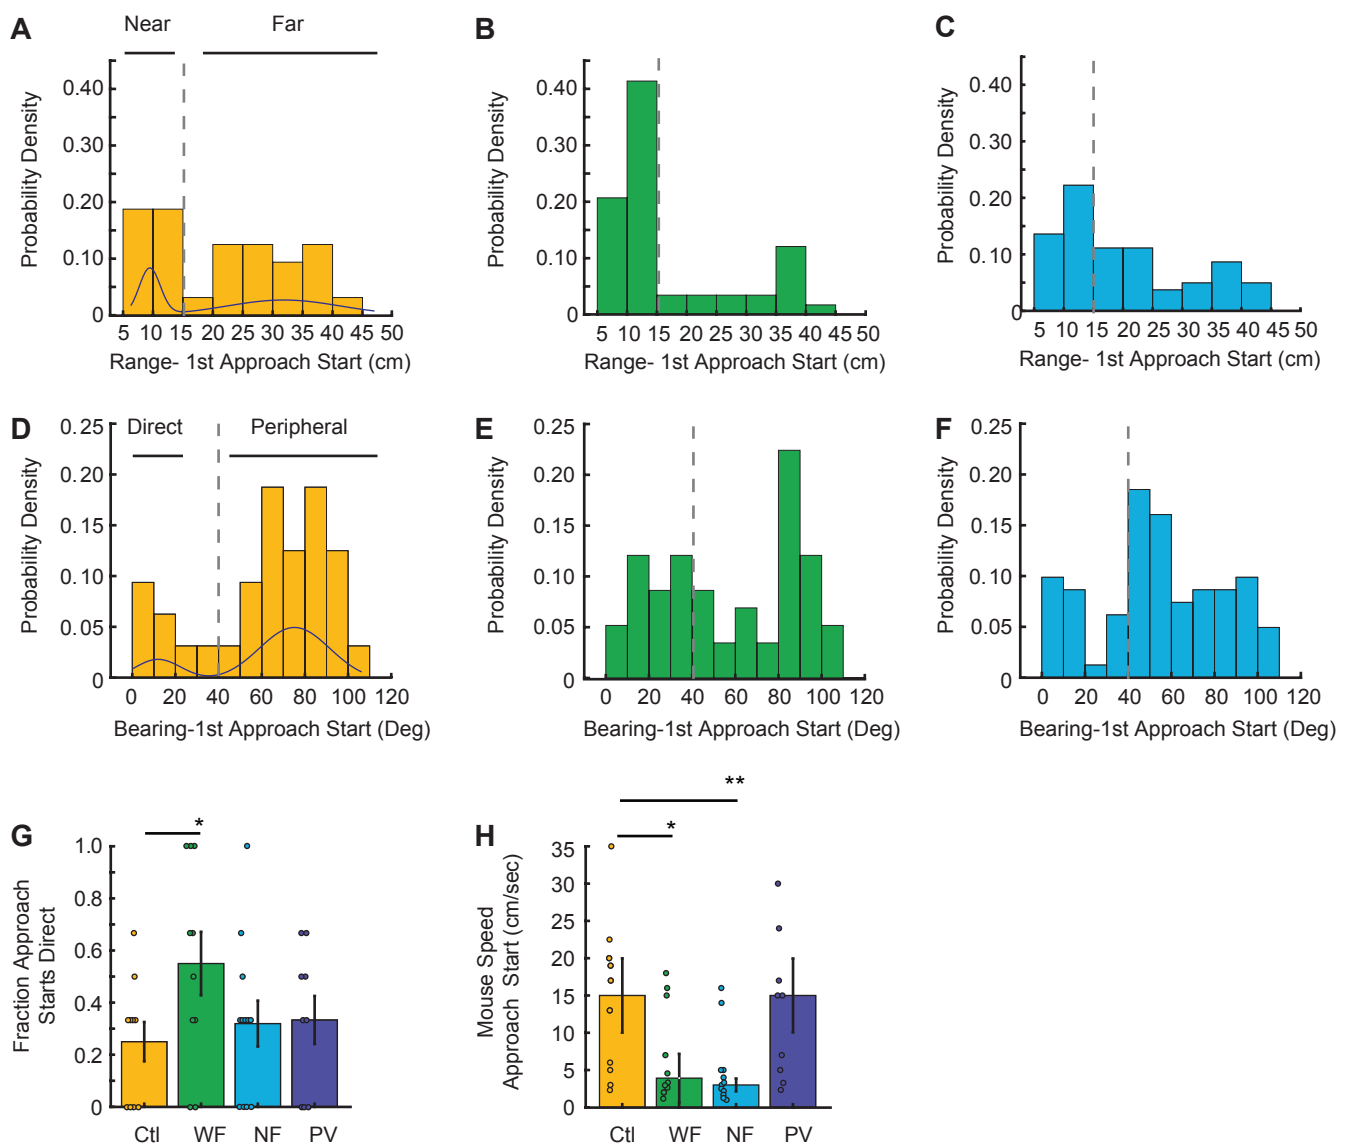 A
Near
Far
Probability Density
0.40
0.30
0.20
0.10
0
5 10 15 20 25 30 35 40 45 50
Range- 1st Approach Start (cm)
B
Probability Density
0.40
0.30
0.20
0.10
0
5 10 15 20 25 30 35 40 45 50
Range- 1st Approach Start (cm)
C
Probability Density
0.40
0.30
0.20
0.10
0
5 10 15 20 25 30 35 40 45 50
Range- 1st Approach Start (cm)
D
Direct
Peripheral
Probability Density
0.25
0.20
0.15
0.10
0.05
0
0 20 40 60 80 100 120
Bearing-1st Approach Start (Deg)
E
Probability Density
0.25
0.20
0.15
0.10
0.05
0
0 20 40 60 80 100 120
Bearing-1st Approach Start (Deg)
F
Probability Density
0.25
0.20
0.15
0.10
0.05
0
0 20 40 60 80 100 120
Bearing-1st Approach Start (Deg)
G
*
Fraction Approach
Starts Direct
1.0
0.8
0.6
0.4
0.2
0
Ctl WF NF PV
H
**
*
Mouse Speed
Approach Start (cm/sec)
35
25
20
15
10
5
0
Ctl WF NF PV